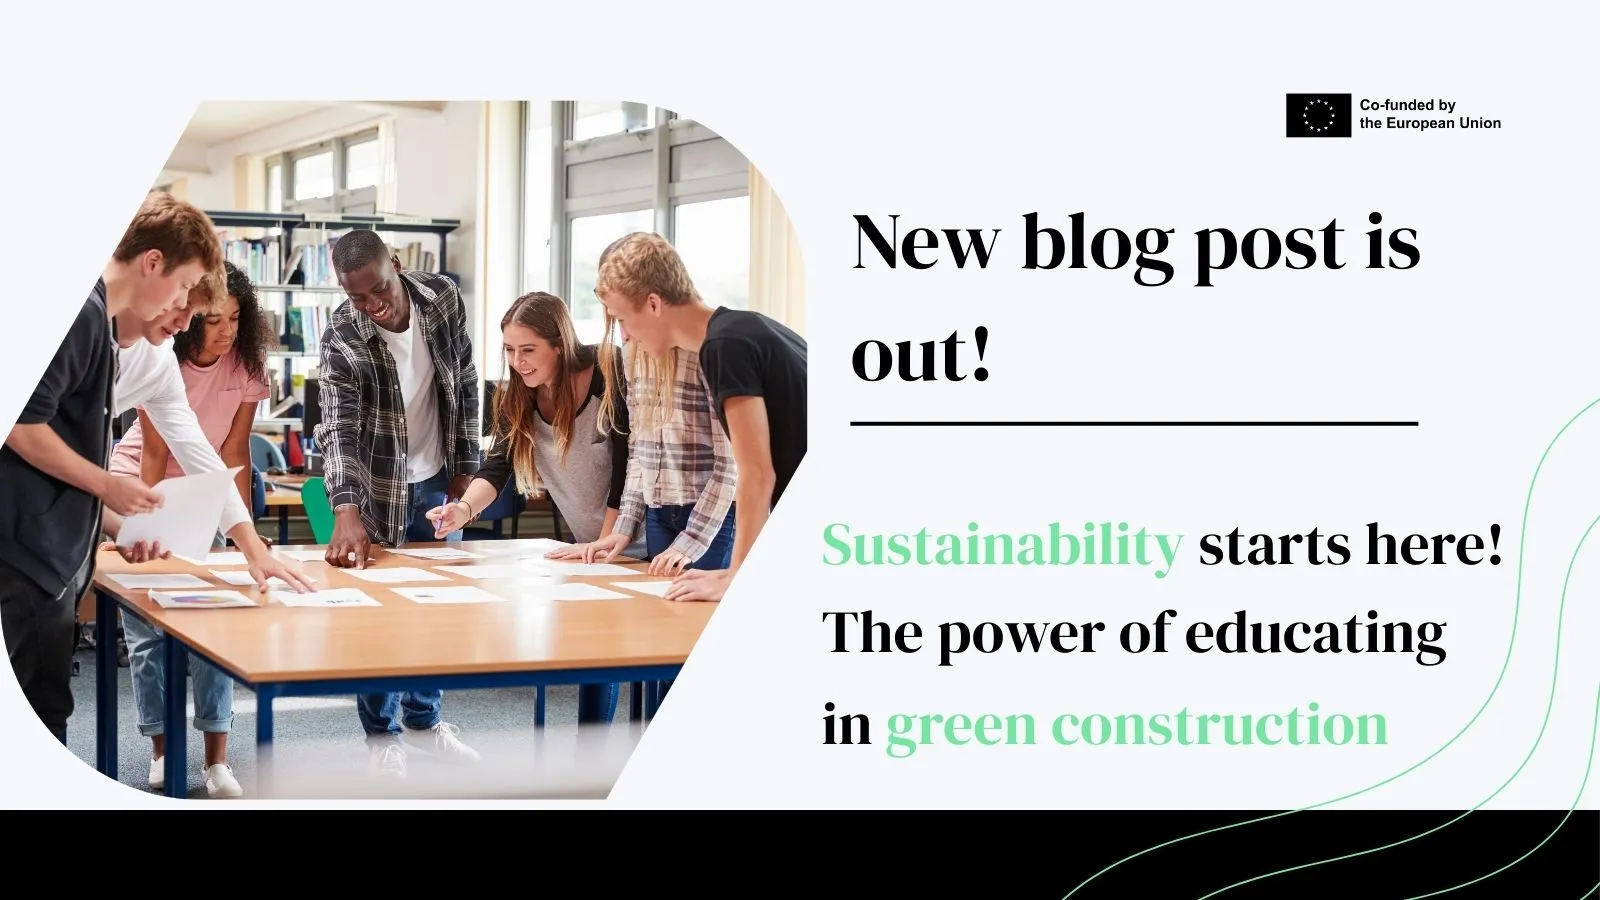 Co-funded by
the European Union
New blog post is
out!
Sustainability starts here!
The power of educating
in green construction